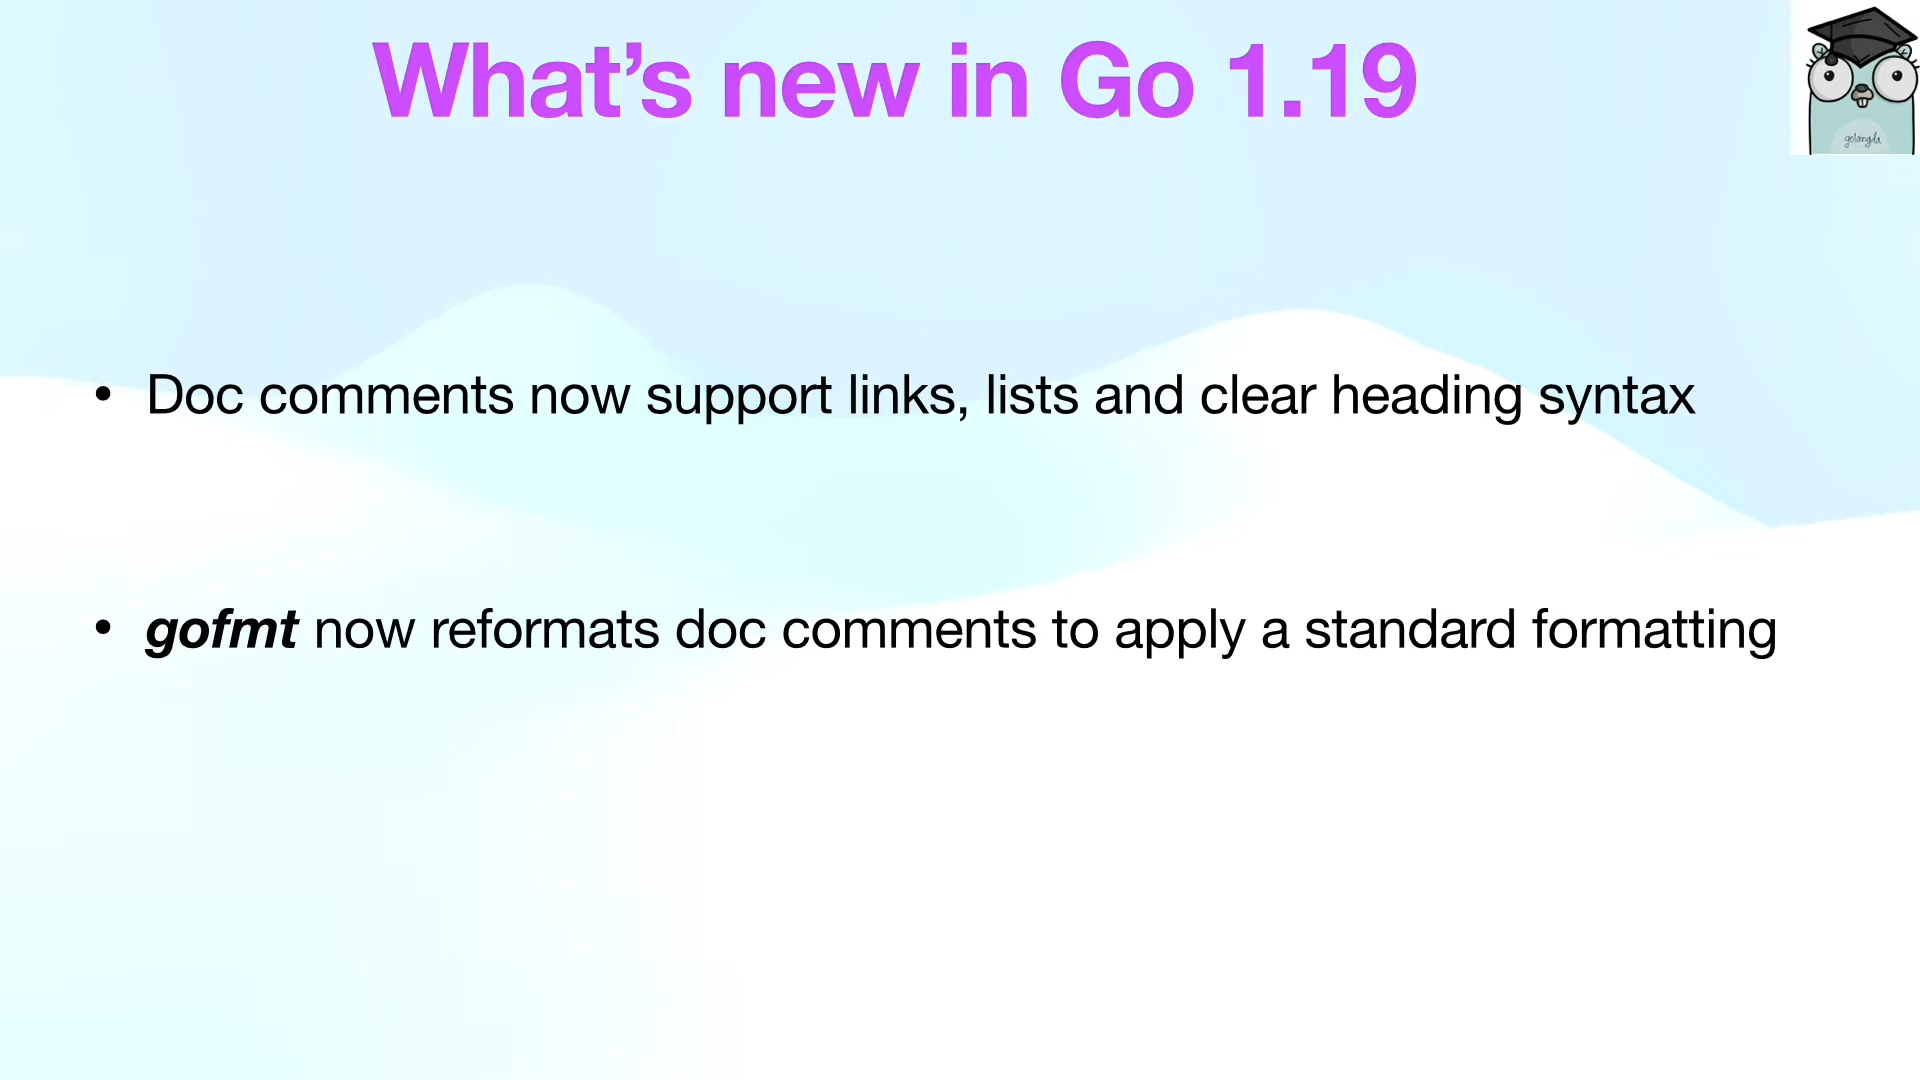 What’s new in Go 1.19
• Doc comments now support links, lists and clear heading syntax
• gofmt now reformats doc comments to apply a standard formatting